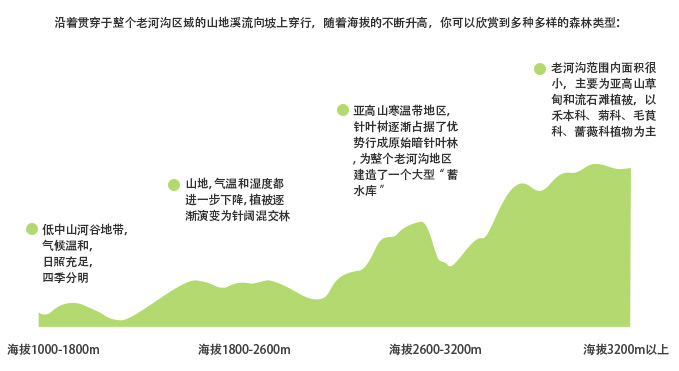 沿着贯穿于整个老河沟区域的山地溪流向坡上穿行，随着海拔的不断升高，你可以欣赏到多种多样的森林类型：
老河沟范围内面积很
小，主要为亚高山草
甸和流石滩植被，以
禾本科、菊科、毛茛
科、蔷薇科植物为主
亚高山寒温带地区，
针叶树逐渐占据了优
势行成原始暗针叶林
，为整个老河沟地区
建造了一个大型“蓄
水库”
山地，气温和湿度都
进一步下降，植被逐
渐演变为针阔混交林
低中山河谷地带，
气候温和，
日照充足，
四季分明
海拔1000-1800m
海拔1800-2600m
海拔2600-3200m
海拔3200m以上